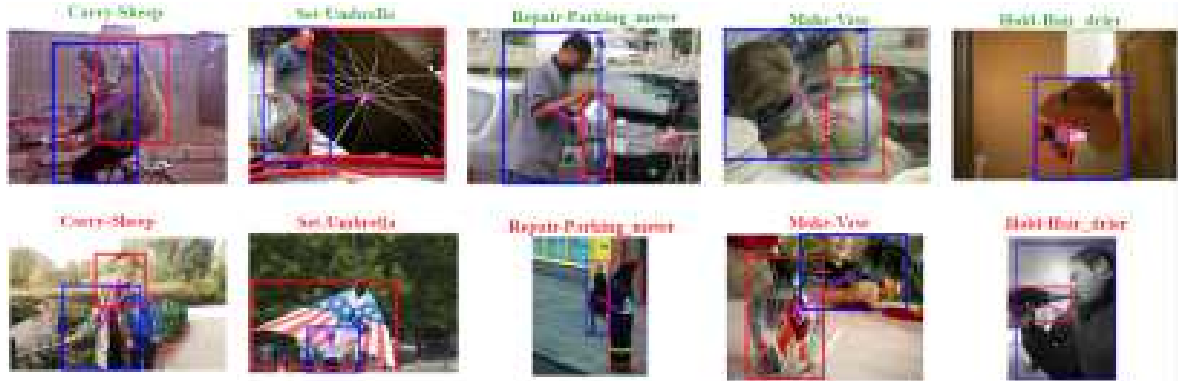 Carry-Sheep
Set-Umbrella
Repair-Parking_meter
Make-Vase
Hold-Hair_drier
Carry-Sheep
Set-Umbrella
Repair-Parking_meter
Make-Vase
Hold-Hair_drier